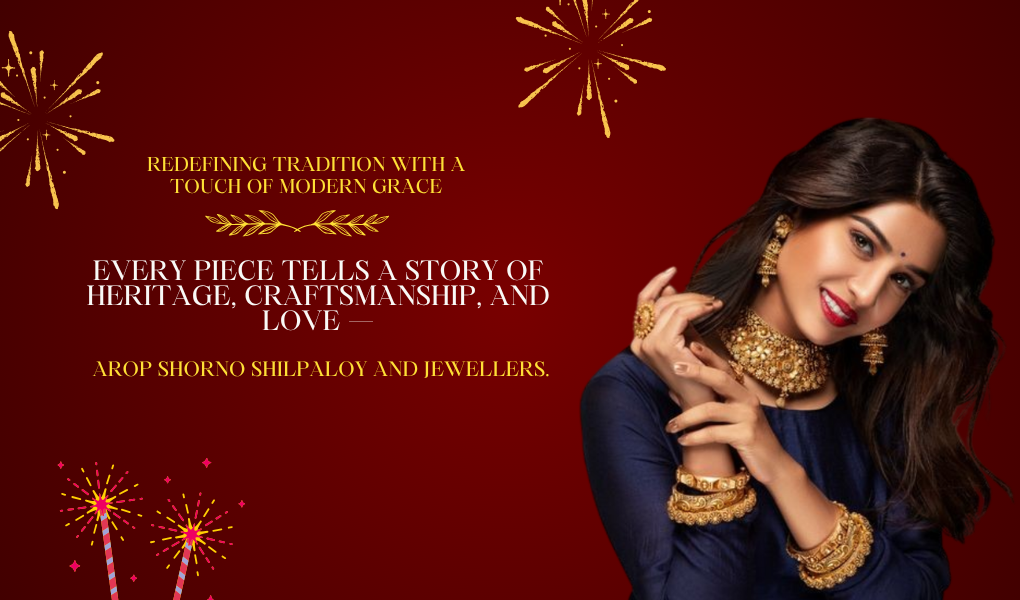 REDEFINING TRADITION WITH A
TOUCH OF MODERN GRACE
EVERY PIECE TELLS A STORY OF
HERITAGE, CRAFTSMANSHIP, AND
LOVE —
AROP SHORNO SHILPALOY AND JEWELLERS.